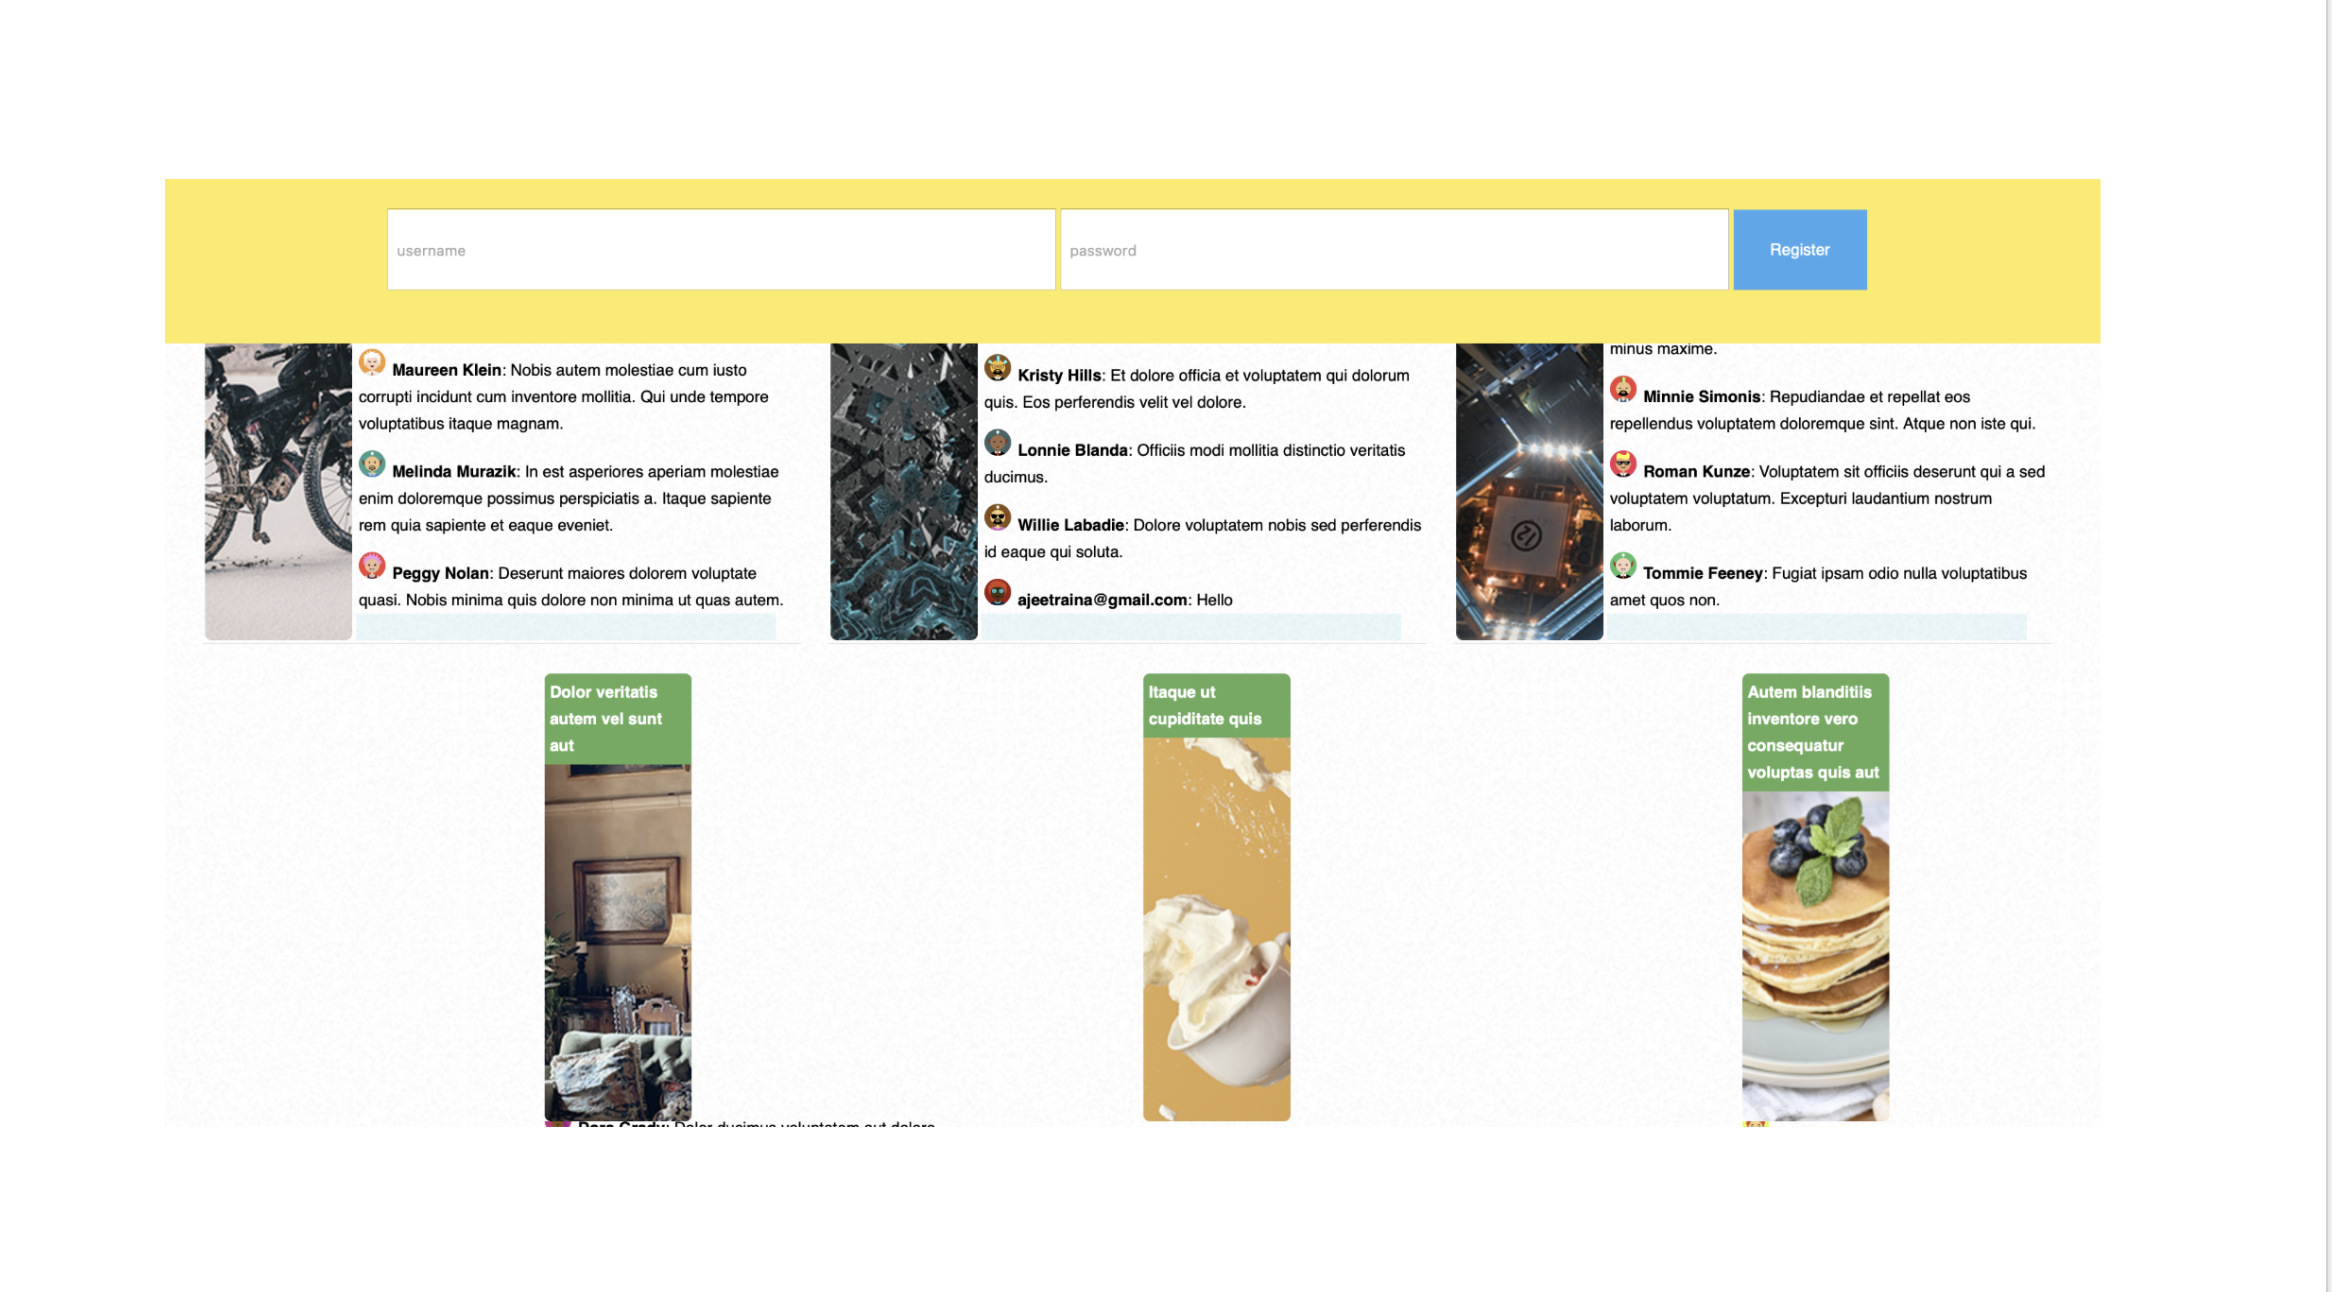 username
password
Register
Maureen Klein: Nobis autem molestiae cum iusto
corrupti incidunt cum inventore mollitia. Qui unde tempore
voluptatibus itaque magnam.
Melinda Murazik: In est asperiores aperiam molestiae
enim doloremque possimus perspiciatis a. Itaque sapiente
rem quia sapiente et eaque eveniet.
Peggy Nolan: Deserunt maiores dolorem voluptate
quasi. Nobis minima quis dolore non minima ut quas autem.
Kristy Hills: Et dolore officia et voluptatem qui dolorum
quis. Eos perferendis velit vel dolore.
Lonnie Blanda: Officiis modi mollitia distinctio veritatis
ducimus.
Willie Labadie: Dolore voluptatem nobis sed perferendis
id eaque qui soluta.
ajeetraina@gmail.com: Hello
minus maxime.
Minnie Simonis: Repudiandae et repellat eos
repellendus voluptatem doloremque sint. Atque non iste qui.
Roman Kunze: Voluptatem sit officiis deserunt qui a sed
voluptatem voluptatum. Excepturi laudantium nostrum
laborum.
Tommie Feeney: Fugiat ipsam odio nulla voluptatibus
amet quos non.
Dolor veritatis
autem vel sunt
aut
Itaque ut
cupiditate quis
Autem blanditiis
inventore vero
consequatur
voluptas quis aut
Dora Grady: Dolor ducimus voluptatem aut dolore